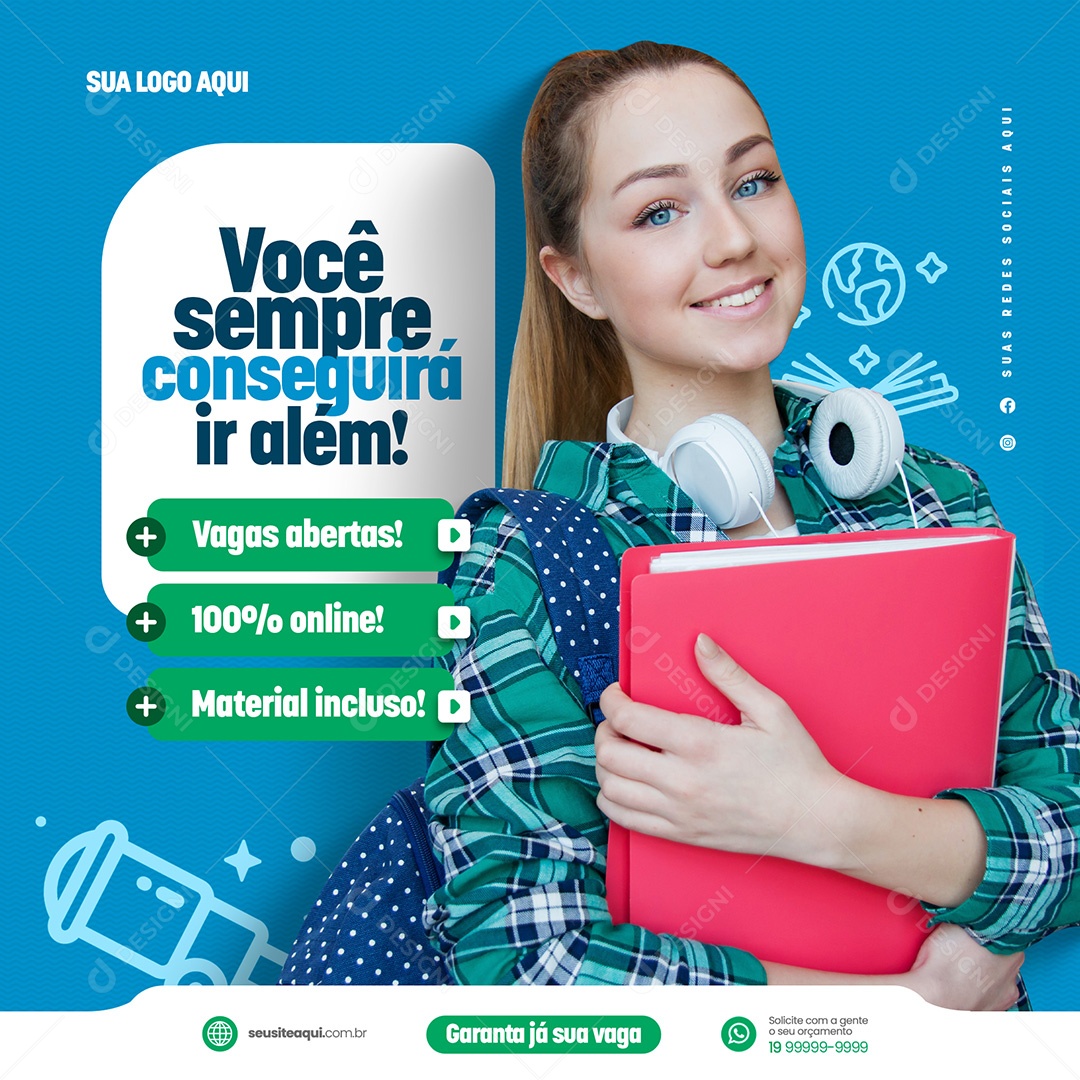 SUA LOGO AQUI
Você
sempre
conseguirá
ir além!
Vagas abertas!
100% online!
Material incluso!
SUAS REDES SOCIAIS AQUI
seusiteaqui.com.br
Garanta já sua vaga
Solicite com a gente
o seu orçamento
19 99999-9999
DESIGNI